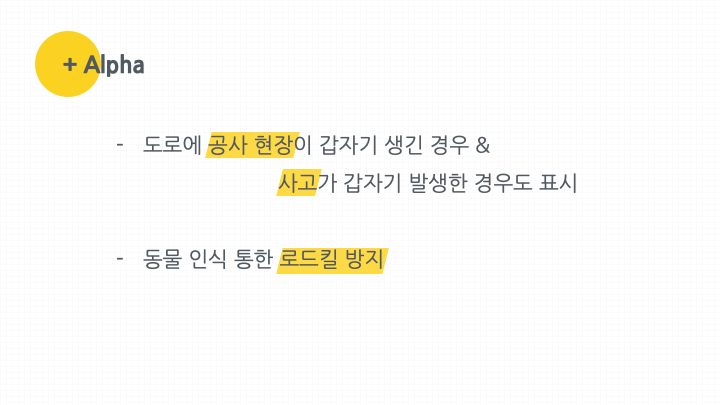 + Alpha
- 도로에 공사 현장이 갑자기 생긴 경우 &
사고가 갑자기 발생한 경우도 표시
- 동물 인식 통한 로드킬 방지